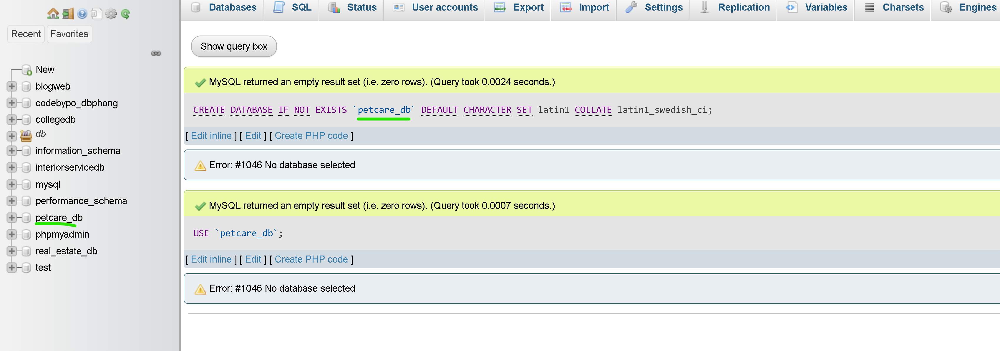 Databases SQL Status User accounts Export Import Settings Replication Variables Charsets Engines
Recent Favorites
New
blogweb
codebypo_dbphong
collegedb
db
information_schema
interiorservicedb
mysql
performance_schema
petcare_db
phpmyadmin
real_estate_db
test
Show query box
MySQL returned an empty result set (i.e. zero rows). (Query took 0.0024 seconds.)
CREATE DATABASE IF NOT EXISTS `petcare_db` DEFAULT CHARACTER SET latin1 COLLATE latin1_swedish_ci;
[ Edit inline ] [ Edit ] [ Create PHP code ]
Error: #1046 No database selected
MySQL returned an empty result set (i.e. zero rows). (Query took 0.0007 seconds.)
USE `petcare_db`;
[ Edit inline ] [ Edit ] [ Create PHP code ]
Error: #1046 No database selected